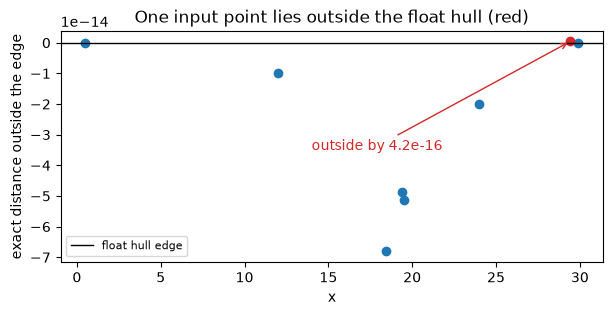 One input point lies outside the float hull (red)
1e−14
0
−1
−2
−3
−4
−5
−6
−7
exact distance outside the edge
outside by 4.2e-16
float hull edge
0
5
10
15
20
25
30
x